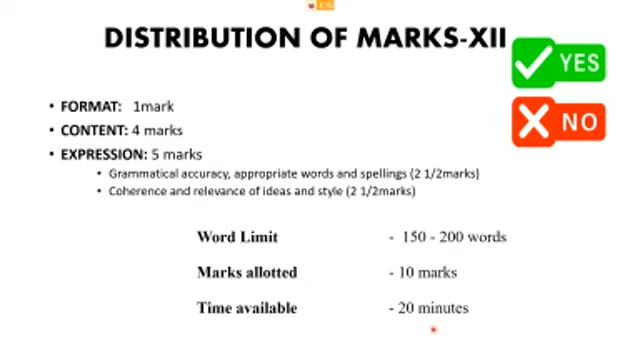 DISTRIBUTION OF MARKS-XII
YES
NO
• FORMAT: 1mark
• CONTENT: 4 marks
• EXPRESSION: 5 marks
• Grammatical accuracy, appropriate words and spellings (2 1/2marks)
• Coherence and relevance of ideas and style (2 1/2marks)
Word Limit - 150 - 200 words
Marks allotted - 10 marks
Time available - 20 minutes